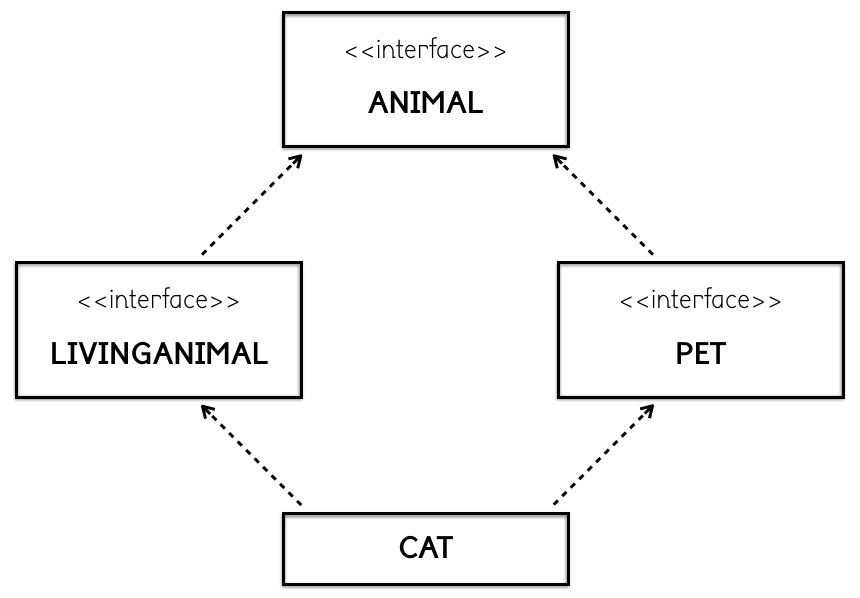 <<interface>>
ANIMAL
<<interface>>
LIVINGANIMAL
<<interface>>
PET
CAT